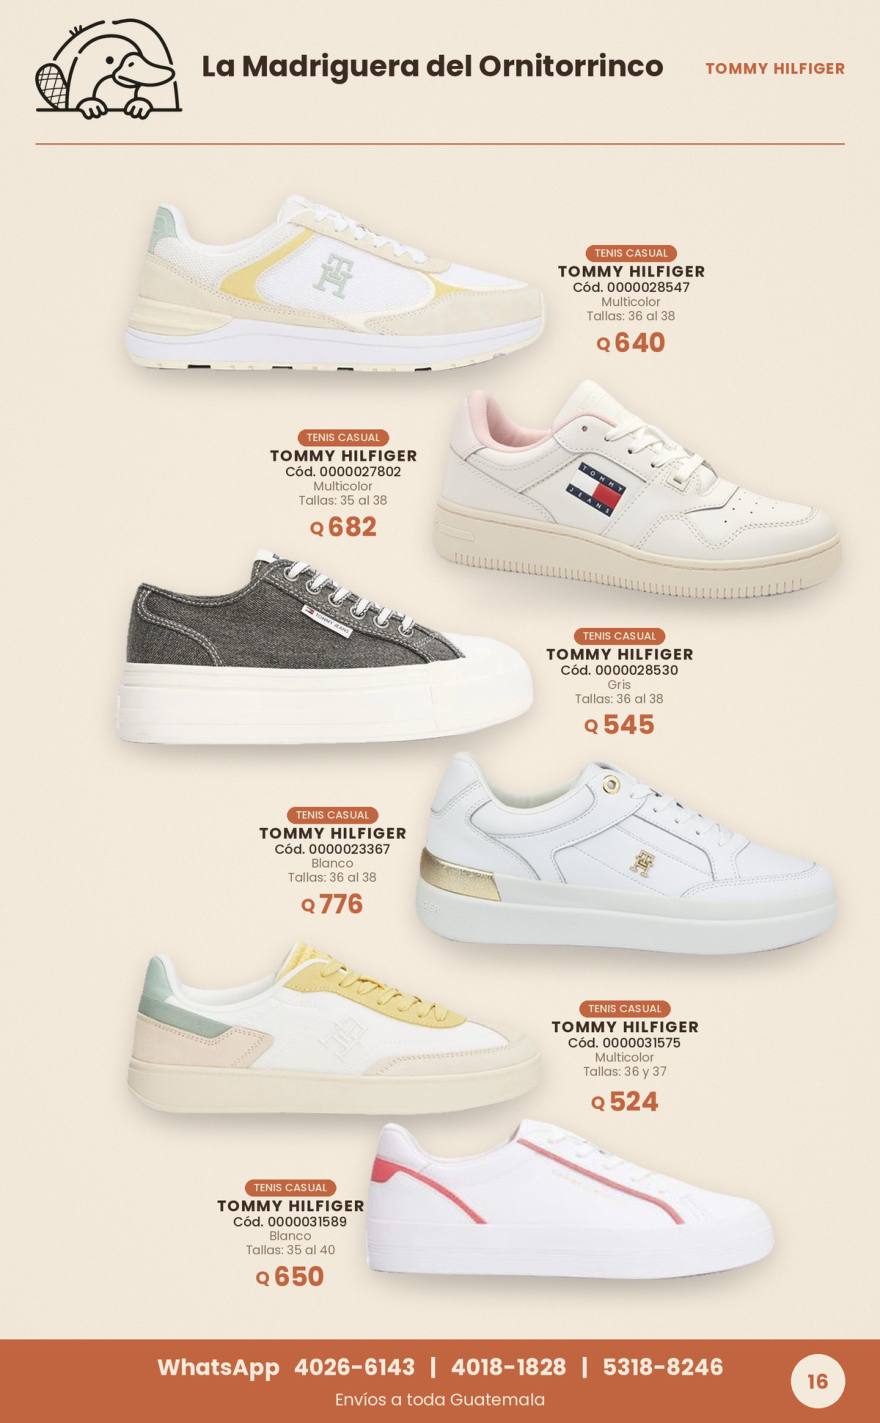 La Madriguera del Ornitorrinco
TOMMY HILFIGER
TENIS CASUAL
TOMMY HILFIGER
Cód. 0000028547
Multicolor
Tallas: 36 al 38
Q 640
TENIS CASUAL
TOMMY HILFIGER
Cód. 0000027802
Multicolor
Tallas: 35 al 38
Q 682
TOMMY
JEANS
TOMMY JEANS
TENIS CASUAL
TOMMY HILFIGER
Cód. 0000028530
Gris
Tallas: 36 al 38
Q 545
TENIS CASUAL
TOMMY HILFIGER
Cód. 0000023367
Blanco
Tallas: 36 al 38
Q 776
TENIS CASUAL
TOMMY HILFIGER
Cód. 0000031575
Multicolor
Tallas: 36 y 37
Q 524
TENIS CASUAL
TOMMY HILFIGER
Cód. 0000031589
Blanco
Tallas: 35 al 40
Q 650
WhatsApp 4026-6143 | 4018-1828 | 5318-8246
Envíos a toda Guatemala
16